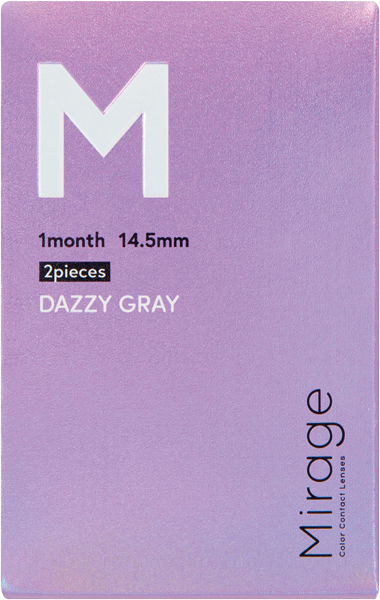 M
1month 14.5mm
2pieces
DAZZY GRAY
Mirage
Color Contact Lenses